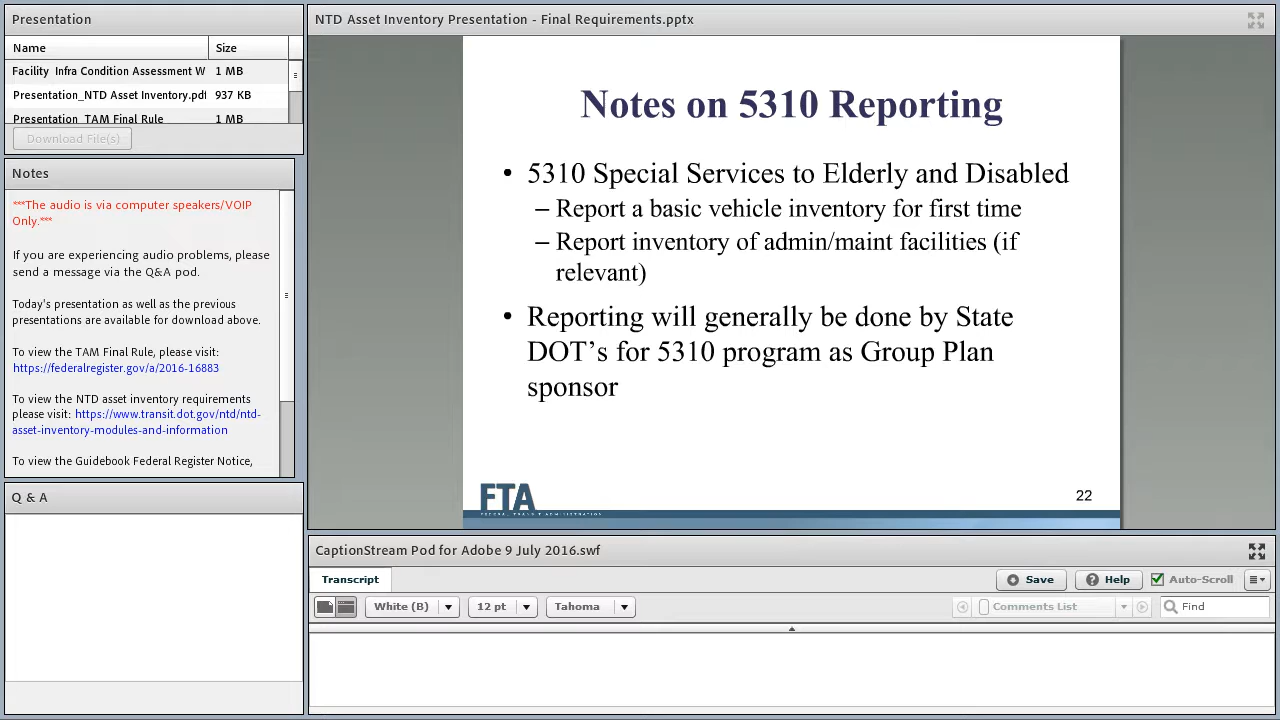 Presentation
Name Size
Facility Infra Condition Assessment W 1 MB
Presentation_NTD Asset Inventory.pdf 937 KB
Presentation_TAM Final Rule 1 MB
Download File(s)
Notes
***The audio is via computer speakers/VOIP
Only.***
If you are experiencing audio problems, please
send a message via the Q&A pod.
Today's presentation as well as the previous
presentations are available for download above.
To view the TAM Final Rule, please visit:
https://federalregister.gov/a/2016-16883
To view the NTD asset inventory requirements
please visit: https://www.transit.dot.gov/ntd/ntd-
asset-inventory-modules-and-information
To view the Guidebook Federal Register Notice,
Q & A
NTD Asset Inventory Presentation - Final Requirements.pptx
Notes on 5310 Reporting
• 5310 Special Services to Elderly and Disabled
– Report a basic vehicle inventory for first time
– Report inventory of admin/maint facilities (if
relevant)
• Reporting will generally be done by State
DOT’s for 5310 program as Group Plan
sponsor
FTA
FEDERAL TRANSIT ADMINISTRATION
22
CaptionStream Pod for Adobe 9 July 2016.swf
Transcript Save Help Auto-Scroll
White (B) 12 pt Tahoma Comments List Find